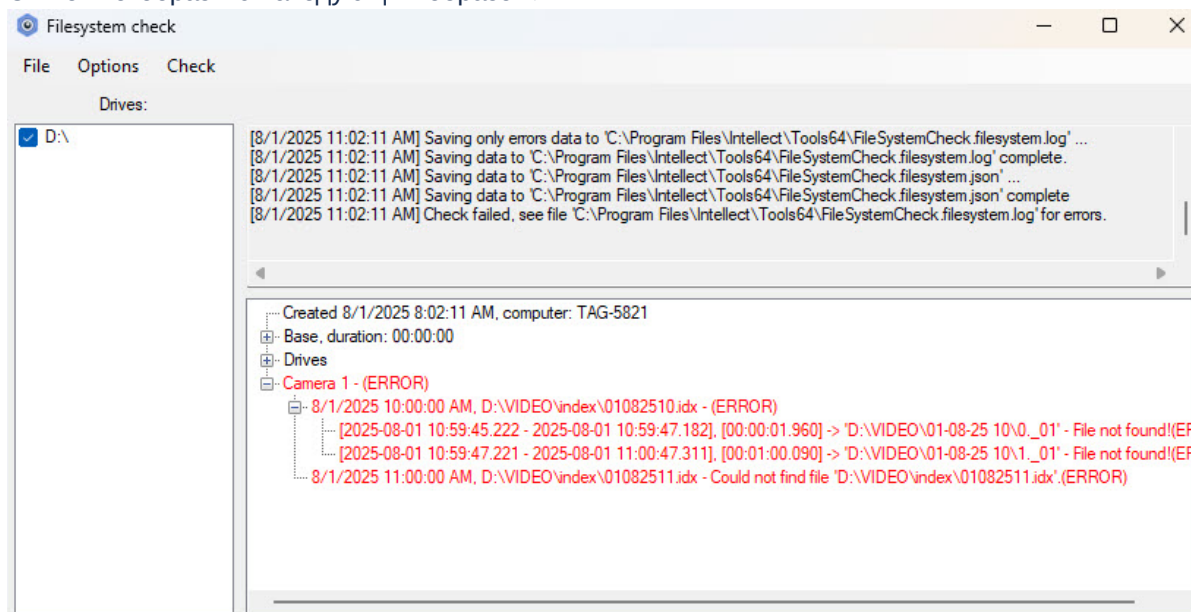 Filesystem check
File Options Check
Drives:
D:\
[8/1/2025 11:02:11 AM] Saving only errors data to 'C:\Program Files\Intellect\Tools64\FileSystemCheck.filesystem.log' ...
[8/1/2025 11:02:11 AM] Saving data to 'C:\Program Files\Intellect\Tools64\FileSystemCheck.filesystem.log' complete.
[8/1/2025 11:02:11 AM] Saving data to 'C:\Program Files\Intellect\Tools64\FileSystemCheck.filesystem.json' ...
[8/1/2025 11:02:11 AM] Saving data to 'C:\Program Files\Intellect\Tools64\FileSystemCheck.filesystem.json' complete
[8/1/2025 11:02:11 AM] Check failed, see file 'C:\Program Files\Intellect\Tools64\FileSystemCheck.filesystem.log' for errors.
Created 8/1/2025 8:02:11 AM, computer: TAG-5821
Base, duration: 00:00:00
Drives
Camera 1 - (ERROR)
8/1/2025 10:00:00 AM, D:\VIDEO\index\01082510.idx - (ERROR)
[2025-08-01 10:59:45.222 - 2025-08-01 10:59:47.182], [00:00:01.960] -> 'D:\VIDEO\01-08-25 10\0._01' - File not found!(ER
[2025-08-01 10:59:47.221 - 2025-08-01 11:00:47.311], [00:01:00.090] -> 'D:\VIDEO\01-08-25 10\1._01' - File not found!(ER
8/1/2025 11:00:00 AM, D:\VIDEO\index\01082511.idx - Could not find file 'D:\VIDEO\index\01082511.idx'.(ERROR)